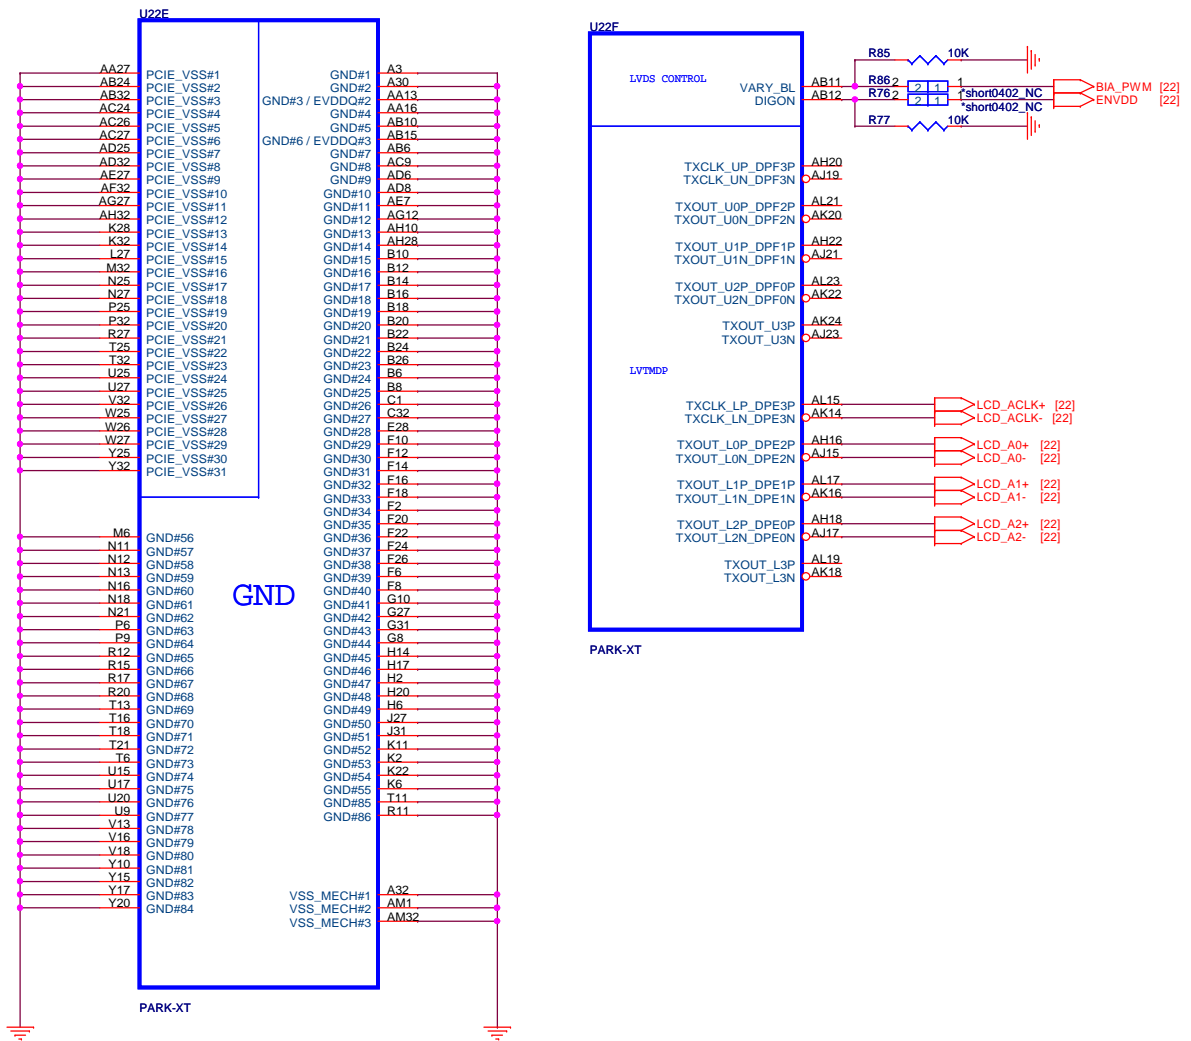 U22E
AA27 PCIE_VSS#1
AB24 PCIE_VSS#2
AB32 PCIE_VSS#3
AC24 PCIE_VSS#4
AC26 PCIE_VSS#5
AC27 PCIE_VSS#6
AD25 PCIE_VSS#7
AD32 PCIE_VSS#8
AE27 PCIE_VSS#9
AF32 PCIE_VSS#10
AG27 PCIE_VSS#11
AH32 PCIE_VSS#12
K28 PCIE_VSS#13
K32 PCIE_VSS#14
L27 PCIE_VSS#15
M32 PCIE_VSS#16
N25 PCIE_VSS#17
N27 PCIE_VSS#18
P25 PCIE_VSS#19
P32 PCIE_VSS#20
R27 PCIE_VSS#21
T25 PCIE_VSS#22
T32 PCIE_VSS#23
U25 PCIE_VSS#24
U27 PCIE_VSS#25
V32 PCIE_VSS#26
W25 PCIE_VSS#27
W26 PCIE_VSS#28
W27 PCIE_VSS#29
Y25 PCIE_VSS#30
Y32 PCIE_VSS#31
M6 GND#56
N11 GND#57
N12 GND#58
N13 GND#59
N16 GND#60
N18 GND#61
N21 GND#62
P6 GND#63
P9 GND#64
R12 GND#65
R15 GND#66
R17 GND#67
R20 GND#68
T13 GND#69
T16 GND#70
T18 GND#71
T21 GND#72
T6 GND#73
U15 GND#74
U17 GND#75
U20 GND#76
U9 GND#77
V13 GND#78
V16 GND#79
V18 GND#80
Y10 GND#81
Y15 GND#82
Y17 GND#83
Y20 GND#84
GND
GND#1 A3
GND#2 A30
GND#3 / EVDDQ#2 AA13
GND#4 AA16
GND#5 AB10
GND#6 / EVDDQ#3 AB15
GND#7 AB6
GND#8 AC9
GND#9 AD6
GND#10 AD8
GND#11 AE7
GND#12 AG12
GND#13 AH10
GND#14 AH28
GND#15 B10
GND#16 B12
GND#17 B14
GND#18 B16
GND#19 B18
GND#20 B20
GND#21 B22
GND#22 B24
GND#23 B26
GND#24 B6
GND#25 B8
GND#26 C1
GND#27 C32
GND#28 E28
GND#29 F10
GND#30 F12
GND#31 F14
GND#32 F16
GND#33 F18
GND#34 F2
GND#35 F20
GND#36 F22
GND#37 F24
GND#38 F26
GND#39 F6
GND#40 F8
GND#41 G10
GND#42 G27
GND#43 G31
GND#44 G8
GND#45 H14
GND#46 H17
GND#47 H2
GND#48 H20
GND#49 H6
GND#50 J27
GND#51 J31
GND#52 K11
GND#53 K2
GND#54 K22
GND#55 K6
GND#85 T11
GND#86 R11
VSS_MECH#1 A32
VSS_MECH#2 AM1
VSS_MECH#3 AM32
PARK-XT
U22F
LVDS CONTROL
R85 10K
VARY_BL AB11 R86 2 2 1 1 *short0402_NC BIA_PWM [22]
DIGON AB12 R76 2 2 1 1 *short0402_NC ENVDD [22]
R77 10K
TXCLK_UP_DPF3P AH20
TXCLK_UN_DPF3N AJ19
TXOUT_U0P_DPF2P AL21
TXOUT_U0N_DPF2N AK20
TXOUT_U1P_DPF1P AH22
TXOUT_U1N_DPF1N AJ21
TXOUT_U2P_DPF0P AL23
TXOUT_U2N_DPF0N AK22
TXOUT_U3P AK24
TXOUT_U3N AJ23
LVTMDP
TXCLK_LP_DPE3P AL15 LCD_ACLK+ [22]
TXCLK_LN_DPE3N AK14 LCD_ACLK- [22]
TXOUT_L0P_DPE2P AH16 LCD_A0+ [22]
TXOUT_L0N_DPE2N AJ15 LCD_A0- [22]
TXOUT_L1P_DPE1P AL17 LCD_A1+ [22]
TXOUT_L1N_DPE1N AK16 LCD_A1- [22]
TXOUT_L2P_DPE0P AH18 LCD_A2+ [22]
TXOUT_L2N_DPE0N AJ17 LCD_A2- [22]
TXOUT_L3P AL19
TXOUT_L3N AK18
PARK-XT